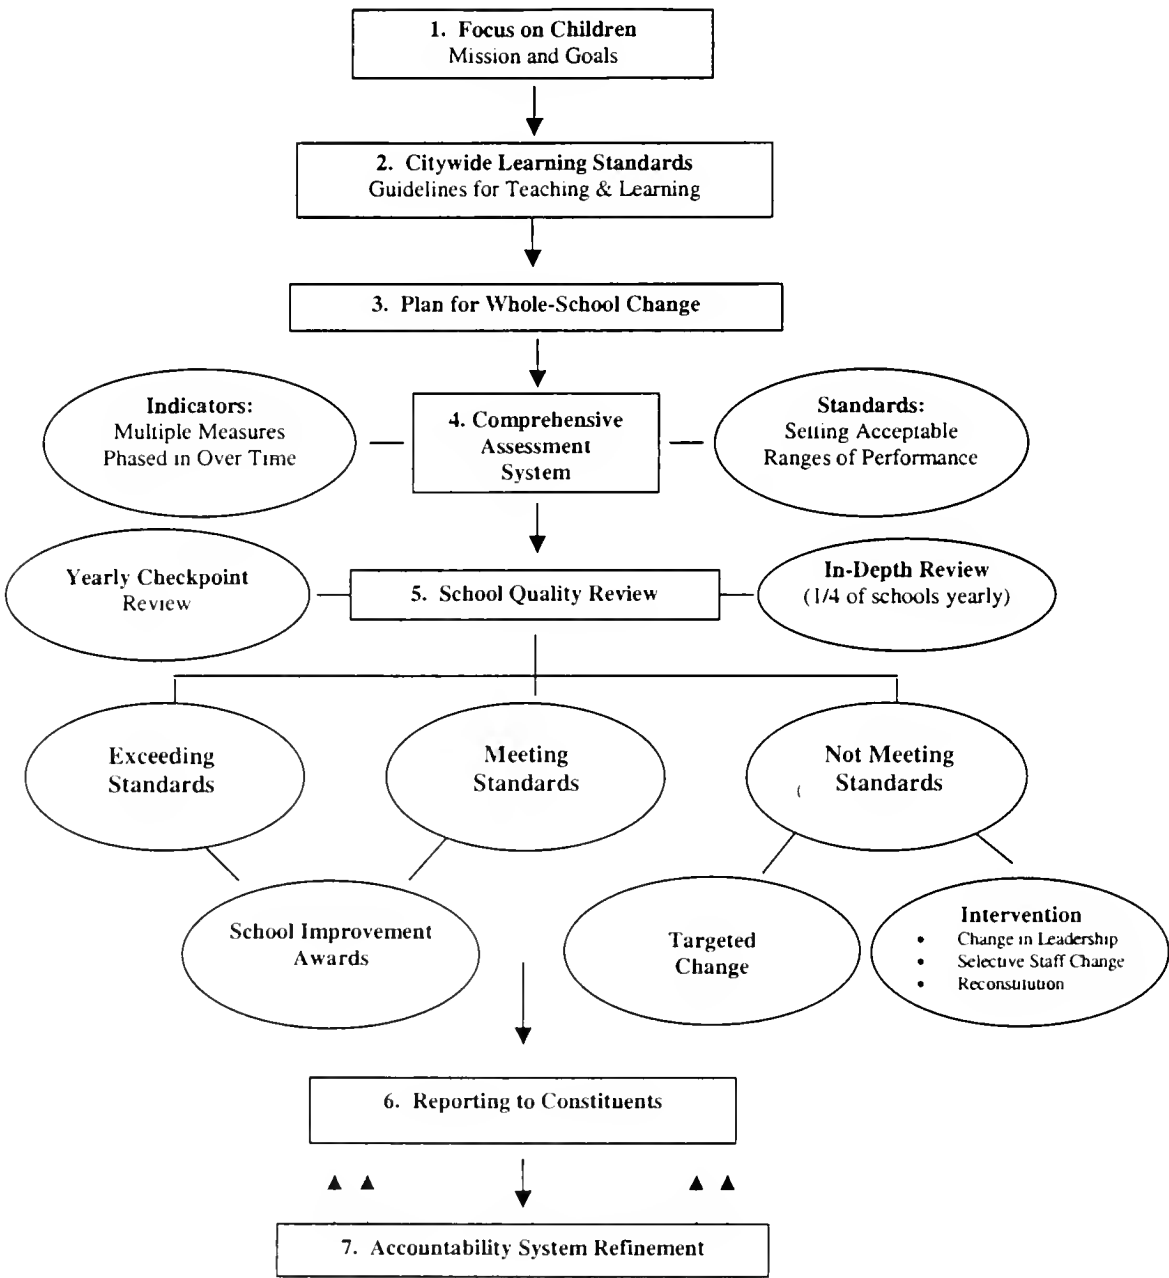 1. Focus on Children
Mission and Goals
2. Citywide Learning Standards
Guidelines for Teaching & Learning
3. Plan for Whole-School Change
Indicators:
Multiple Measures
Phased in Over Time
4. Comprehensive
Assessment
System
Standards:
Setting Acceptable
Ranges of Performance
Yearly Checkpoint
Review
5. School Quality Review
In-Depth Review
(1/4 of schools yearly)
Exceeding
Standards
Meeting
Standards
Not Meeting
Standards
School Improvement
Awards
Targeted
Change
Intervention
• Change in Leadership
• Selective Staff Change
• Reconstitution
6. Reporting to Constituents
7. Accountability System Refinement